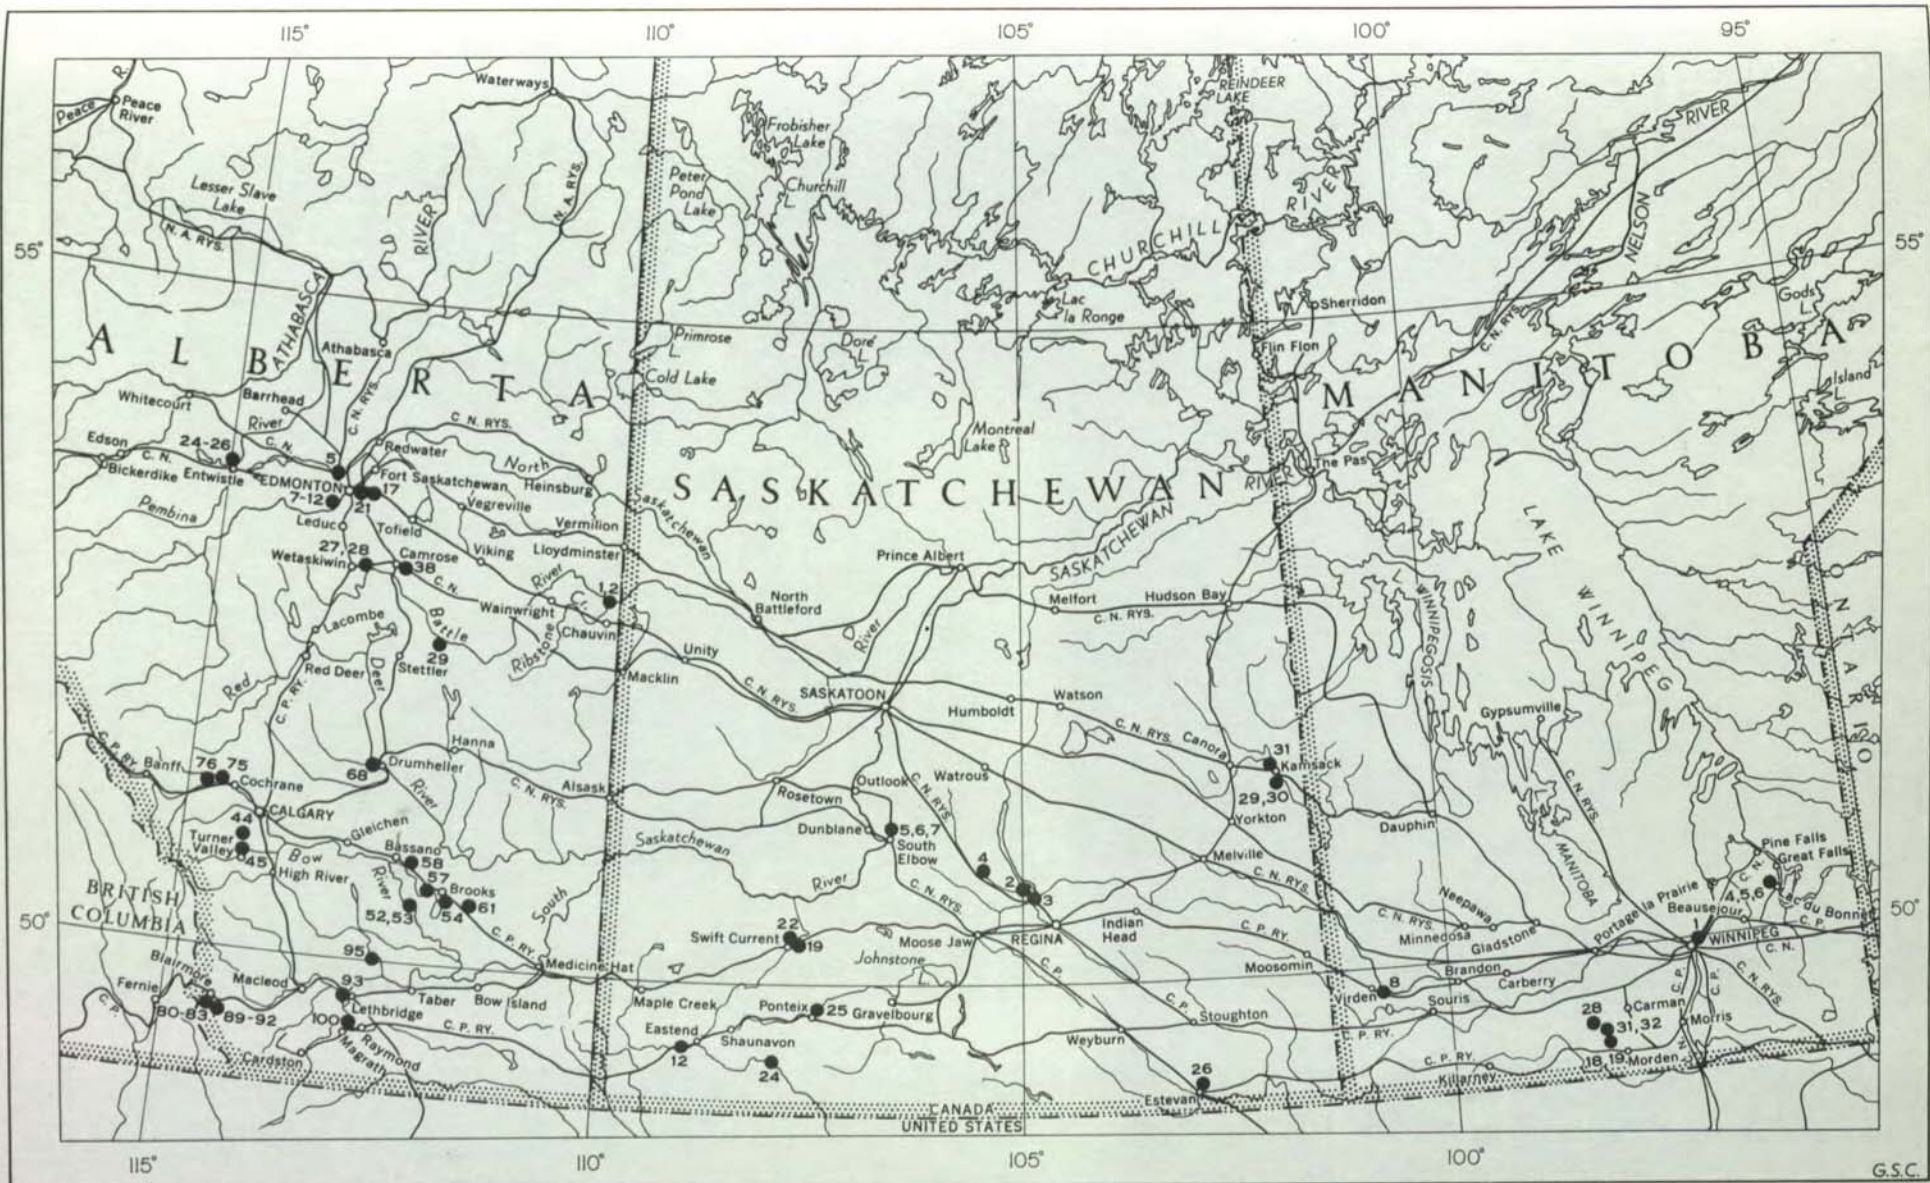 115°
110°
105°
100°
95°
Peace
R.
Peace
River
Waterways
REINDEER
LAKE
RIVER
Frobisher
Lake
Peter
Pond
Lake
Churchill
L.
RIVER
Lesser Slave
Lake
N. A. RYS.
N. A. RYS.
RIVER
CHURCHILL
NELSON
55°
55°
ATHABASCA
Lac
la Ronge
Sherridon
Gods
L.
C. N. RYS.
Primrose
L.
Doré
L.
Flin Flon
Athabasca
ALBERTA
Cold Lake
MANITOBA
Island
L.
Whitecourt
Barrhead
River
C. N. RYS.
C. N. RYS.
Montreal
Lake
Edson
C. N.
24-26
C. N.
5
Redwater
North
Bickerdike
Entwistle
EDMONTON
Fort Saskatchewan
Heinsburg
SASKATCHEWAN
The Pas
RIVER
7-12
21
17
Vegreville
Saskatchewan
Pembina
Leduc
Tofield
Vermilion
LAKE WINNIPEG
ONTARIO
27, 28
Wetaskiwin
Camrose
38
Viking
Lloydminster
Prince Albert
SASKATCHEWAN
C. N.
River
1,2
North
Battleford
Melfort
Hudson Bay
C. N. RYS.
L. WINNIPEGOSIS
Wainwright
Chauvin
Ribstone
Cr.
Lacombe
Battle
29
River
Red Deer
Deer
Stettler
Unity
Macklin
Red
C. P. RY.
C. N. RYS.
SASKATOON
Humboldt
Watson
Gypsumville
C. N. RYS.
Canora
31
Kamsack
29,30
C. P. RY.
Banff
76
75
Cochrane
68
Drumheller
Hanna
C. N. RYS.
Alsask
River
Outlook
Watrous
Rosetown
C. N. RYS.
C. N. RYS.
Yorkton
Dauphin
CALGARY
44
Turner
Valley
45
Gleichen
Bassano
Bow
River
58
Saskatchewan
Dunblane
5,6,7
South
Elbow
4
Melville
MANITOBA
Pine Falls
Great Falls
C. N.
High River
57
Brooks
54
61
52,53
River
2
3
C. N. RYS.
C. N. RYS.
Neepawa
4,5,6
Lac du Bonnet
BRITISH
COLUMBIA
50°
50°
South
22
Swift Current
19
C. N. RYS.
Moose Jaw
REGINA
Indian
Head
C. P. RY.
C. N. RYS.
Minnedosa
Gladstone
Portage la Prairie
Beausejour
1
WINNIPEG
C. P.
C. N.
C. P. RY.
95
Medicine Hat
Johnstone
L.
Moosomin
Brandon
Carberry
Blairmore
Fernie
C. P.
Macleod
93
Taber
Bow Island
Maple Creek
Ponteix
25
Gravelbourg
C. P.
Virden
8
Souris
C. P.
C. P.
C. N. RYS.
28
Carman
80-83,
89-92
100
Lethbridge
C. P. RY.
Eastend
Shaunavon
Weyburn
C. P.
Stoughton
C. P. RY.
31,32
Morris
Cardston
Raymond
Magrath
12
24
26
Estevan
C. P. RY.
Killarney
18,19
Morden
C. N.
CANADA
UNITED STATES
115°
110°
105°
100°
G.S.C.